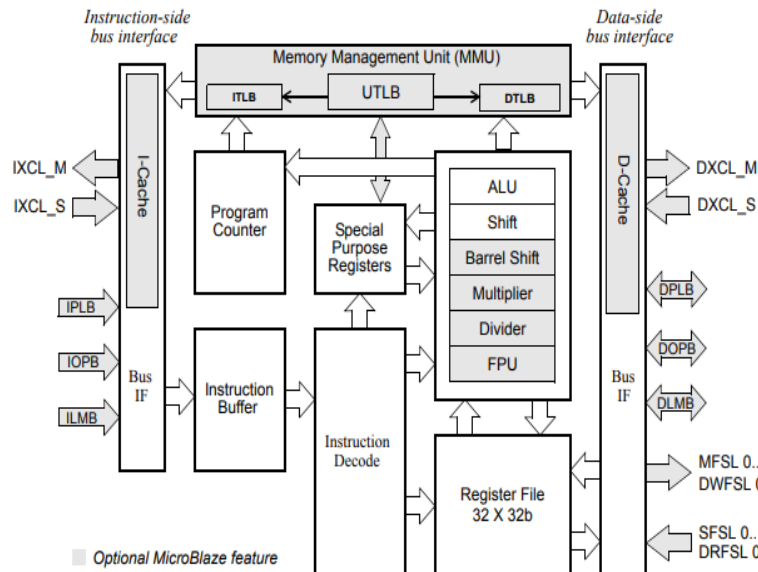 Instruction-side
bus interface
Data-side
bus interface
Memory Management Unit (MMU)
ITLB
UTLB
DTLB
IXCL_M
IXCL_S
I-Cache
Program
Counter
Special
Purpose
Registers
ALU
Shift
Barrel Shift
Multiplier
Divider
FPU
D-Cache
DXCL_M
DXCL_S
IPLB
IOPB
ILMB
Bus
IF
Instruction
Buffer
Instruction
Decode
Register File
32 X 32b
Bus
IF
DPLB
DOPB
DLMB
MFSL 0..
DWFSL 0
SFSL 0..
DRFSL 0
Optional MicroBlaze feature